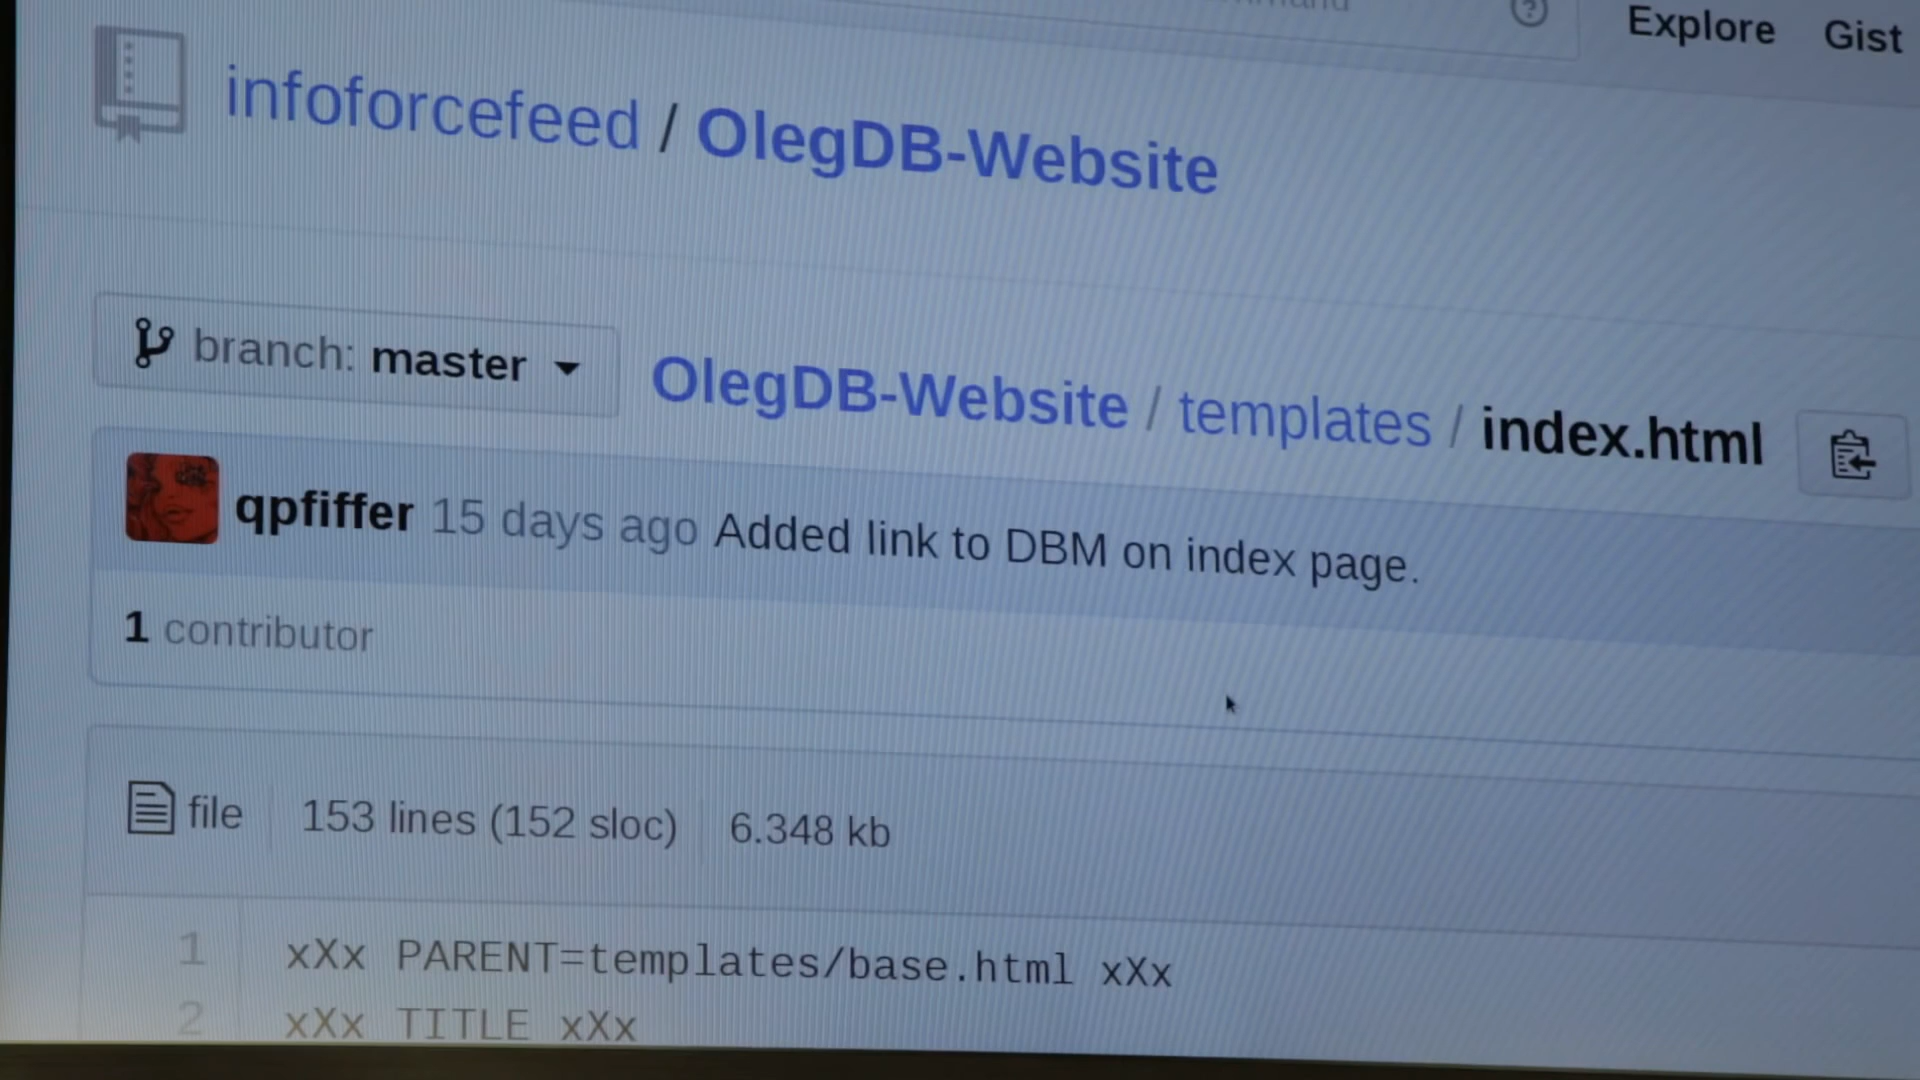 Explore Gist
infoforcefeed / OlegDB-Website
branch: master
OlegDB-Website / templates / index.html
qpfiffer 15 days ago Added link to DBM on index page.
1 contributor
file 153 lines (152 sloc) 6.348 kb
1 xXx PARENT=templates/base.html xXx
2 xXx TITLE xXx